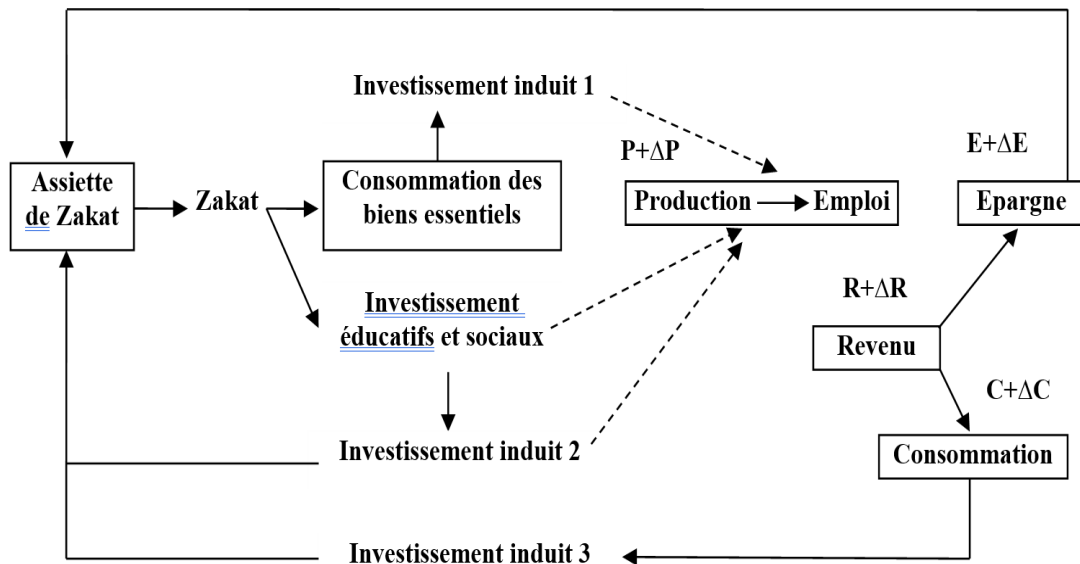 Investissement induit 1
P+ΔP
E+ΔE
Assiette
de Zakat
Zakat
Consommation des
biens essentiels
Production
Emploi
Epargne
R+ΔR
Investissement
éducatifs et sociaux
Revenu
C+ΔC
Investissement induit 2
Consommation
Investissement induit 3